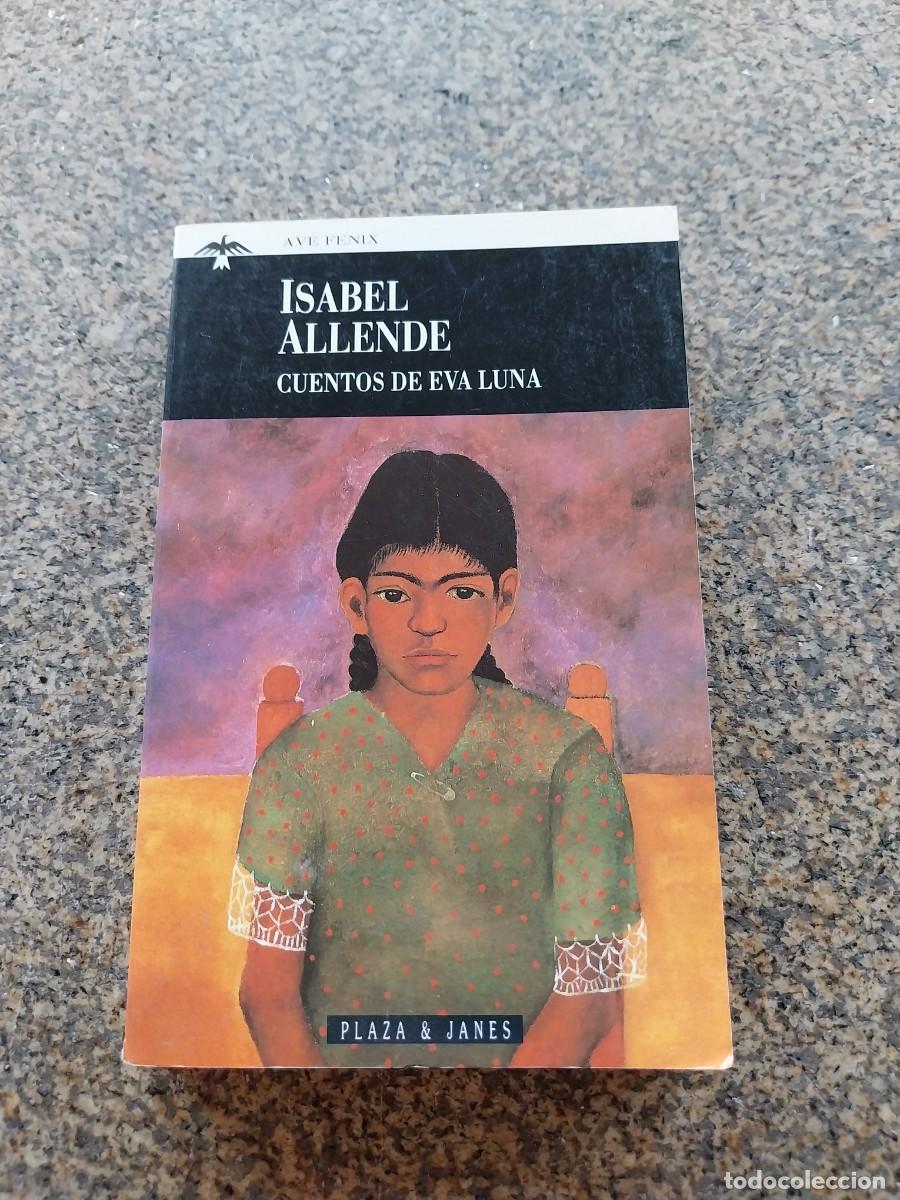 AVE FENIX
ISABEL
ALLENDE
CUENTOS DE EVA LUNA
PLAZA & JANES
todocoleccion